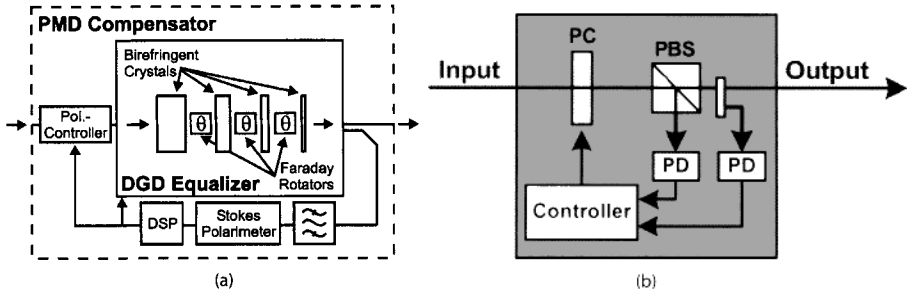 PMD Compensator
Birefringent
Crystals
Pol.-
Controller
θ θ θ
Faraday
Rotators
DGD Equalizer
DSP
Stokes
Polarimeter
(a)
PC
PBS
Input
Output
PD
PD
Controller
(b)